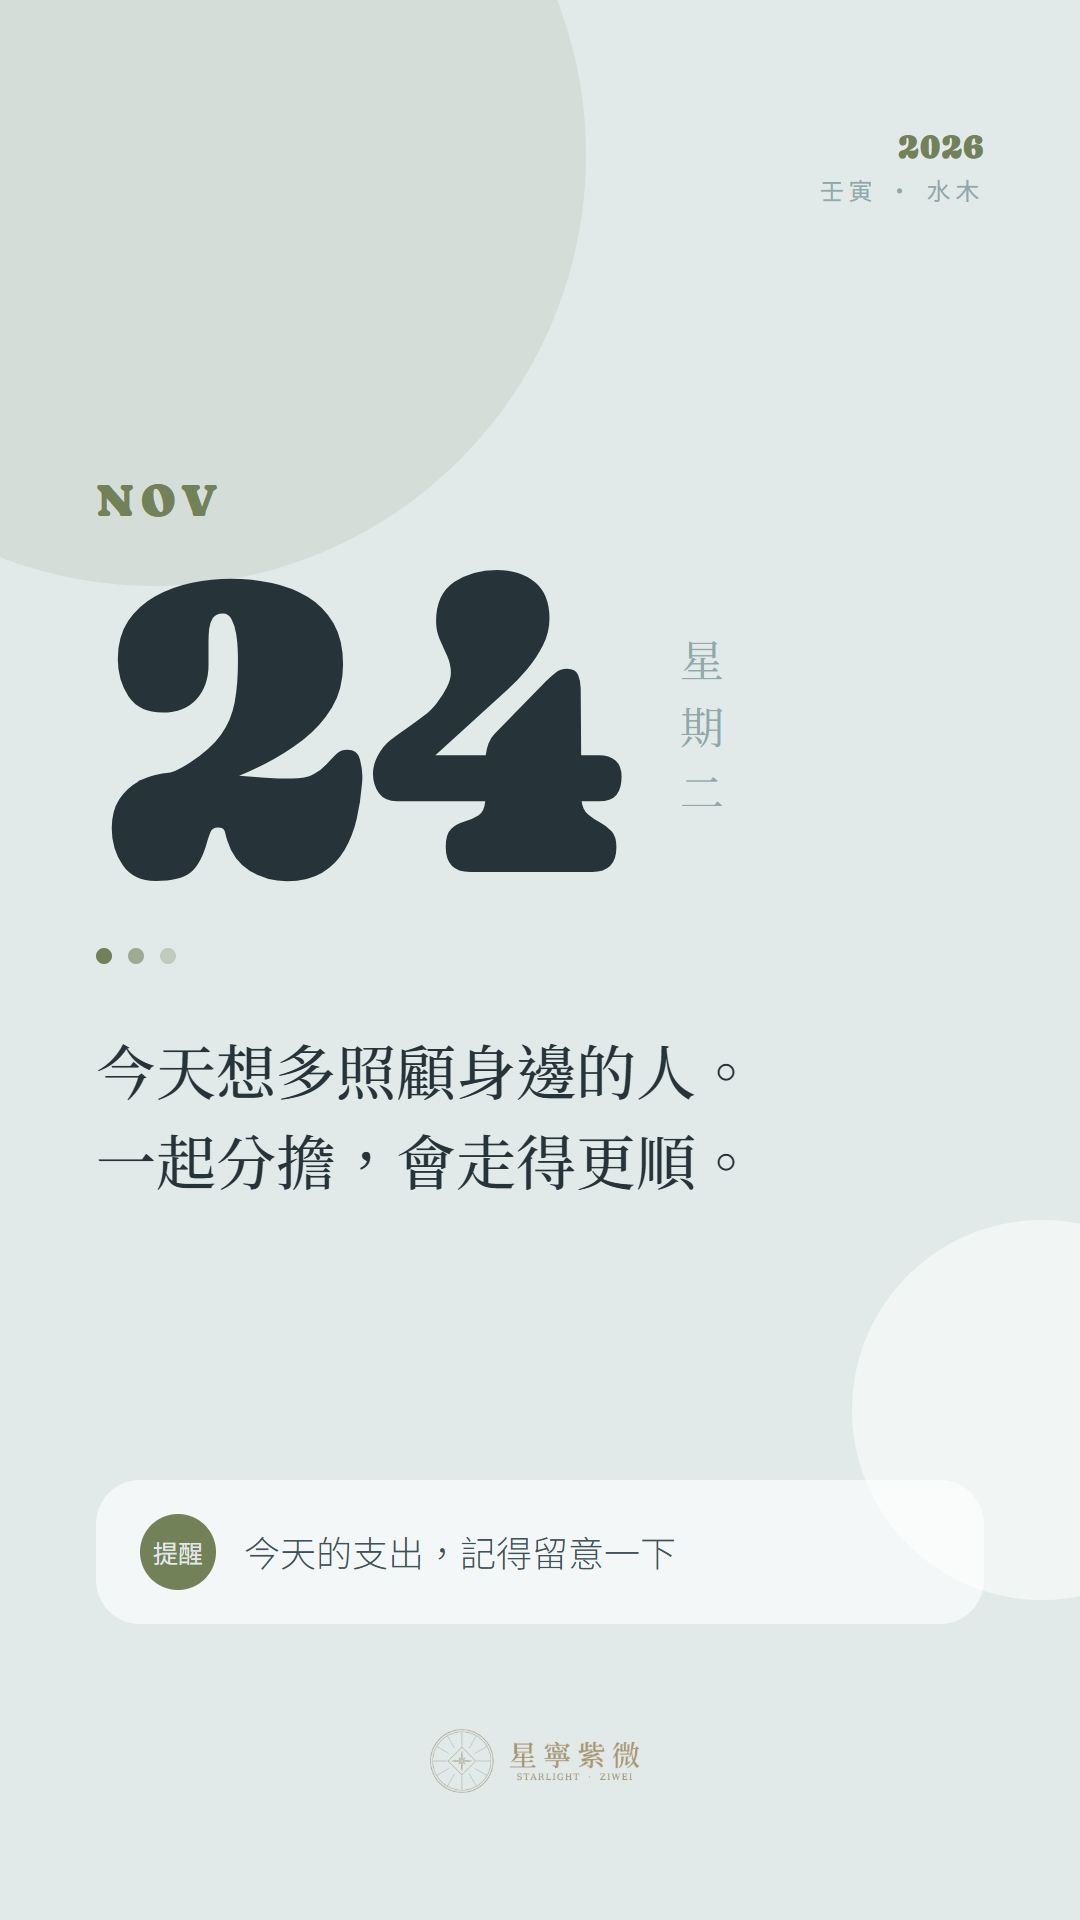 2026
壬寅 · 水木
NOV
24
星期二
今天想多照顧身邊的人。
一起分擔，會走得更順。
提醒
今天的支出，記得留意一下
星寧紫微
STARLIGHT · ZIWEI